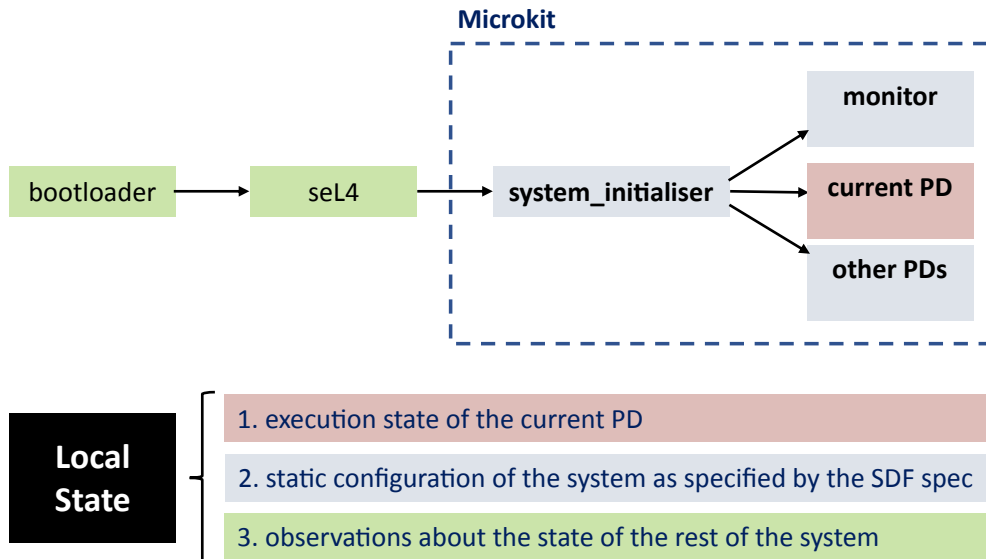 Microkit
monitor
bootloader
seL4
system_initialiser
current PD
other PDs
Local
State
1. execution state of the current PD
2. static configuration of the system as specified by the SDF spec
3. observations about the state of the rest of the system